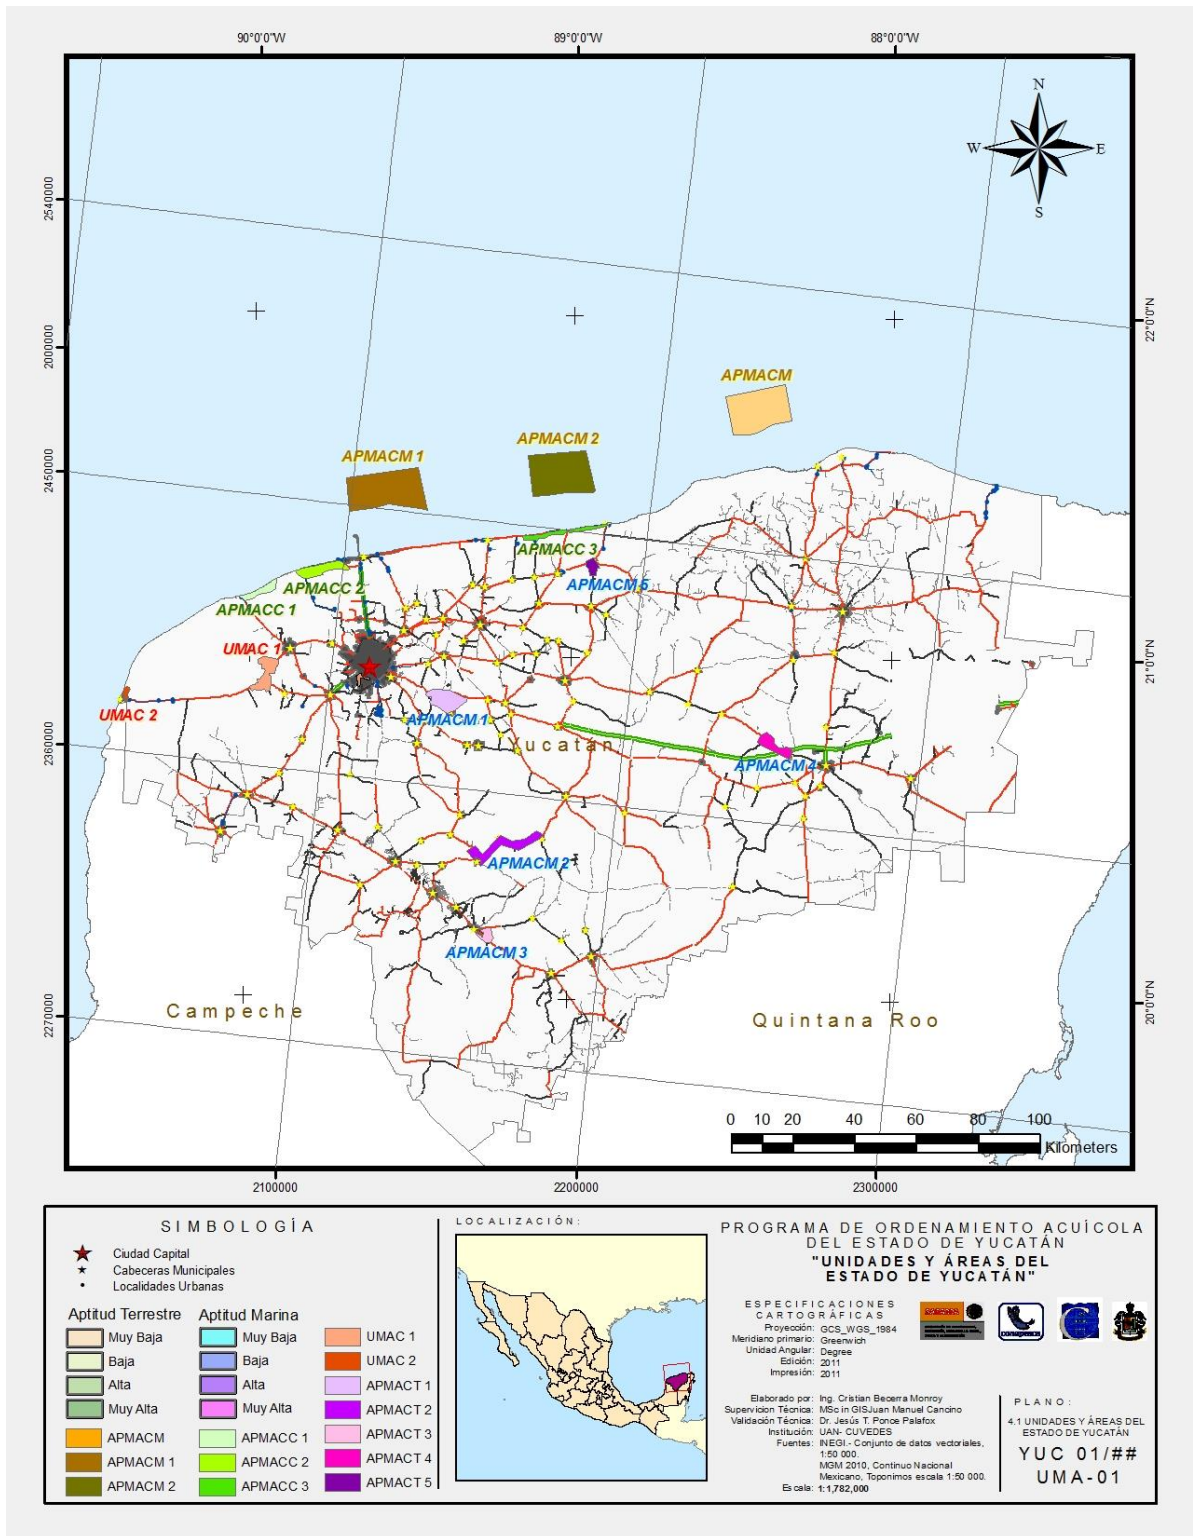 90°0'0"W
89°0'0"W
88°0'0"W
N
W
E
S
2540000
2000000
2450000
2360000
2270000
22°0'0"N
21°0'0"N
20°0'0"N
APMACM
APMACM 2
APMACM 1
APMACC 3
APMACM 5
APMACC 2
APMACC 1
UMAC 1
UMAC 2
APMACM 1
Yucatán
APMACM 4
APMACM 2
APMACM 3
Campeche
Quintana Roo
0 10 20 40 60 80 100
Kilometers
2100000
2200000
2300000
SIMBOLOGÍA
Ciudad Capital
Cabeceras Municipales
Localidades Urbanas
Aptitud Terrestre
Muy Baja
Baja
Alta
Muy Alta
APMACM
APMACM 1
APMACM 2
Aptitud Marina
Muy Baja
Baja
Alta
Muy Alta
APMACC 1
APMACC 2
APMACC 3
UMAC 1
UMAC 2
APMACT 1
APMACT 2
APMACT 3
APMACT 4
APMACT 5
LOCALIZACIÓN:
PROGRAMA DE ORDENAMIENTO ACUÍCOLA
DEL ESTADO DE YUCATÁN
"UNIDADES Y ÁREAS DEL
ESTADO DE YUCATÁN"
ESPECIFICACIONES
CARTOGRÁFICAS
Proyección: GCS_WGS_1984
Meridiano primario: Greenwich
Unidad Angular: Degree
Edición: 2011
Impresión: 2011
Elaborado por: Ing. Cristian Becerra Monroy
Supervicion Técnica: MSc in GISJuan Manuel Cancino
Validación Técnica: Dr. Jesús T. Ponce Palafox
Institución: UAN- CUVEDES
Fuentes: INEGI.- Conjunto de datos vectoriales,
1:50 000.
MGM 2010, Continuo Nacional
Mexicano, Toponimos escala 1:50 000.
Escala: 1:1,782,000
PLANO:
4.1 UNIDADES Y ÁREAS DEL
ESTADO DE YUCATÁN
YUC 01/##
UMA-01